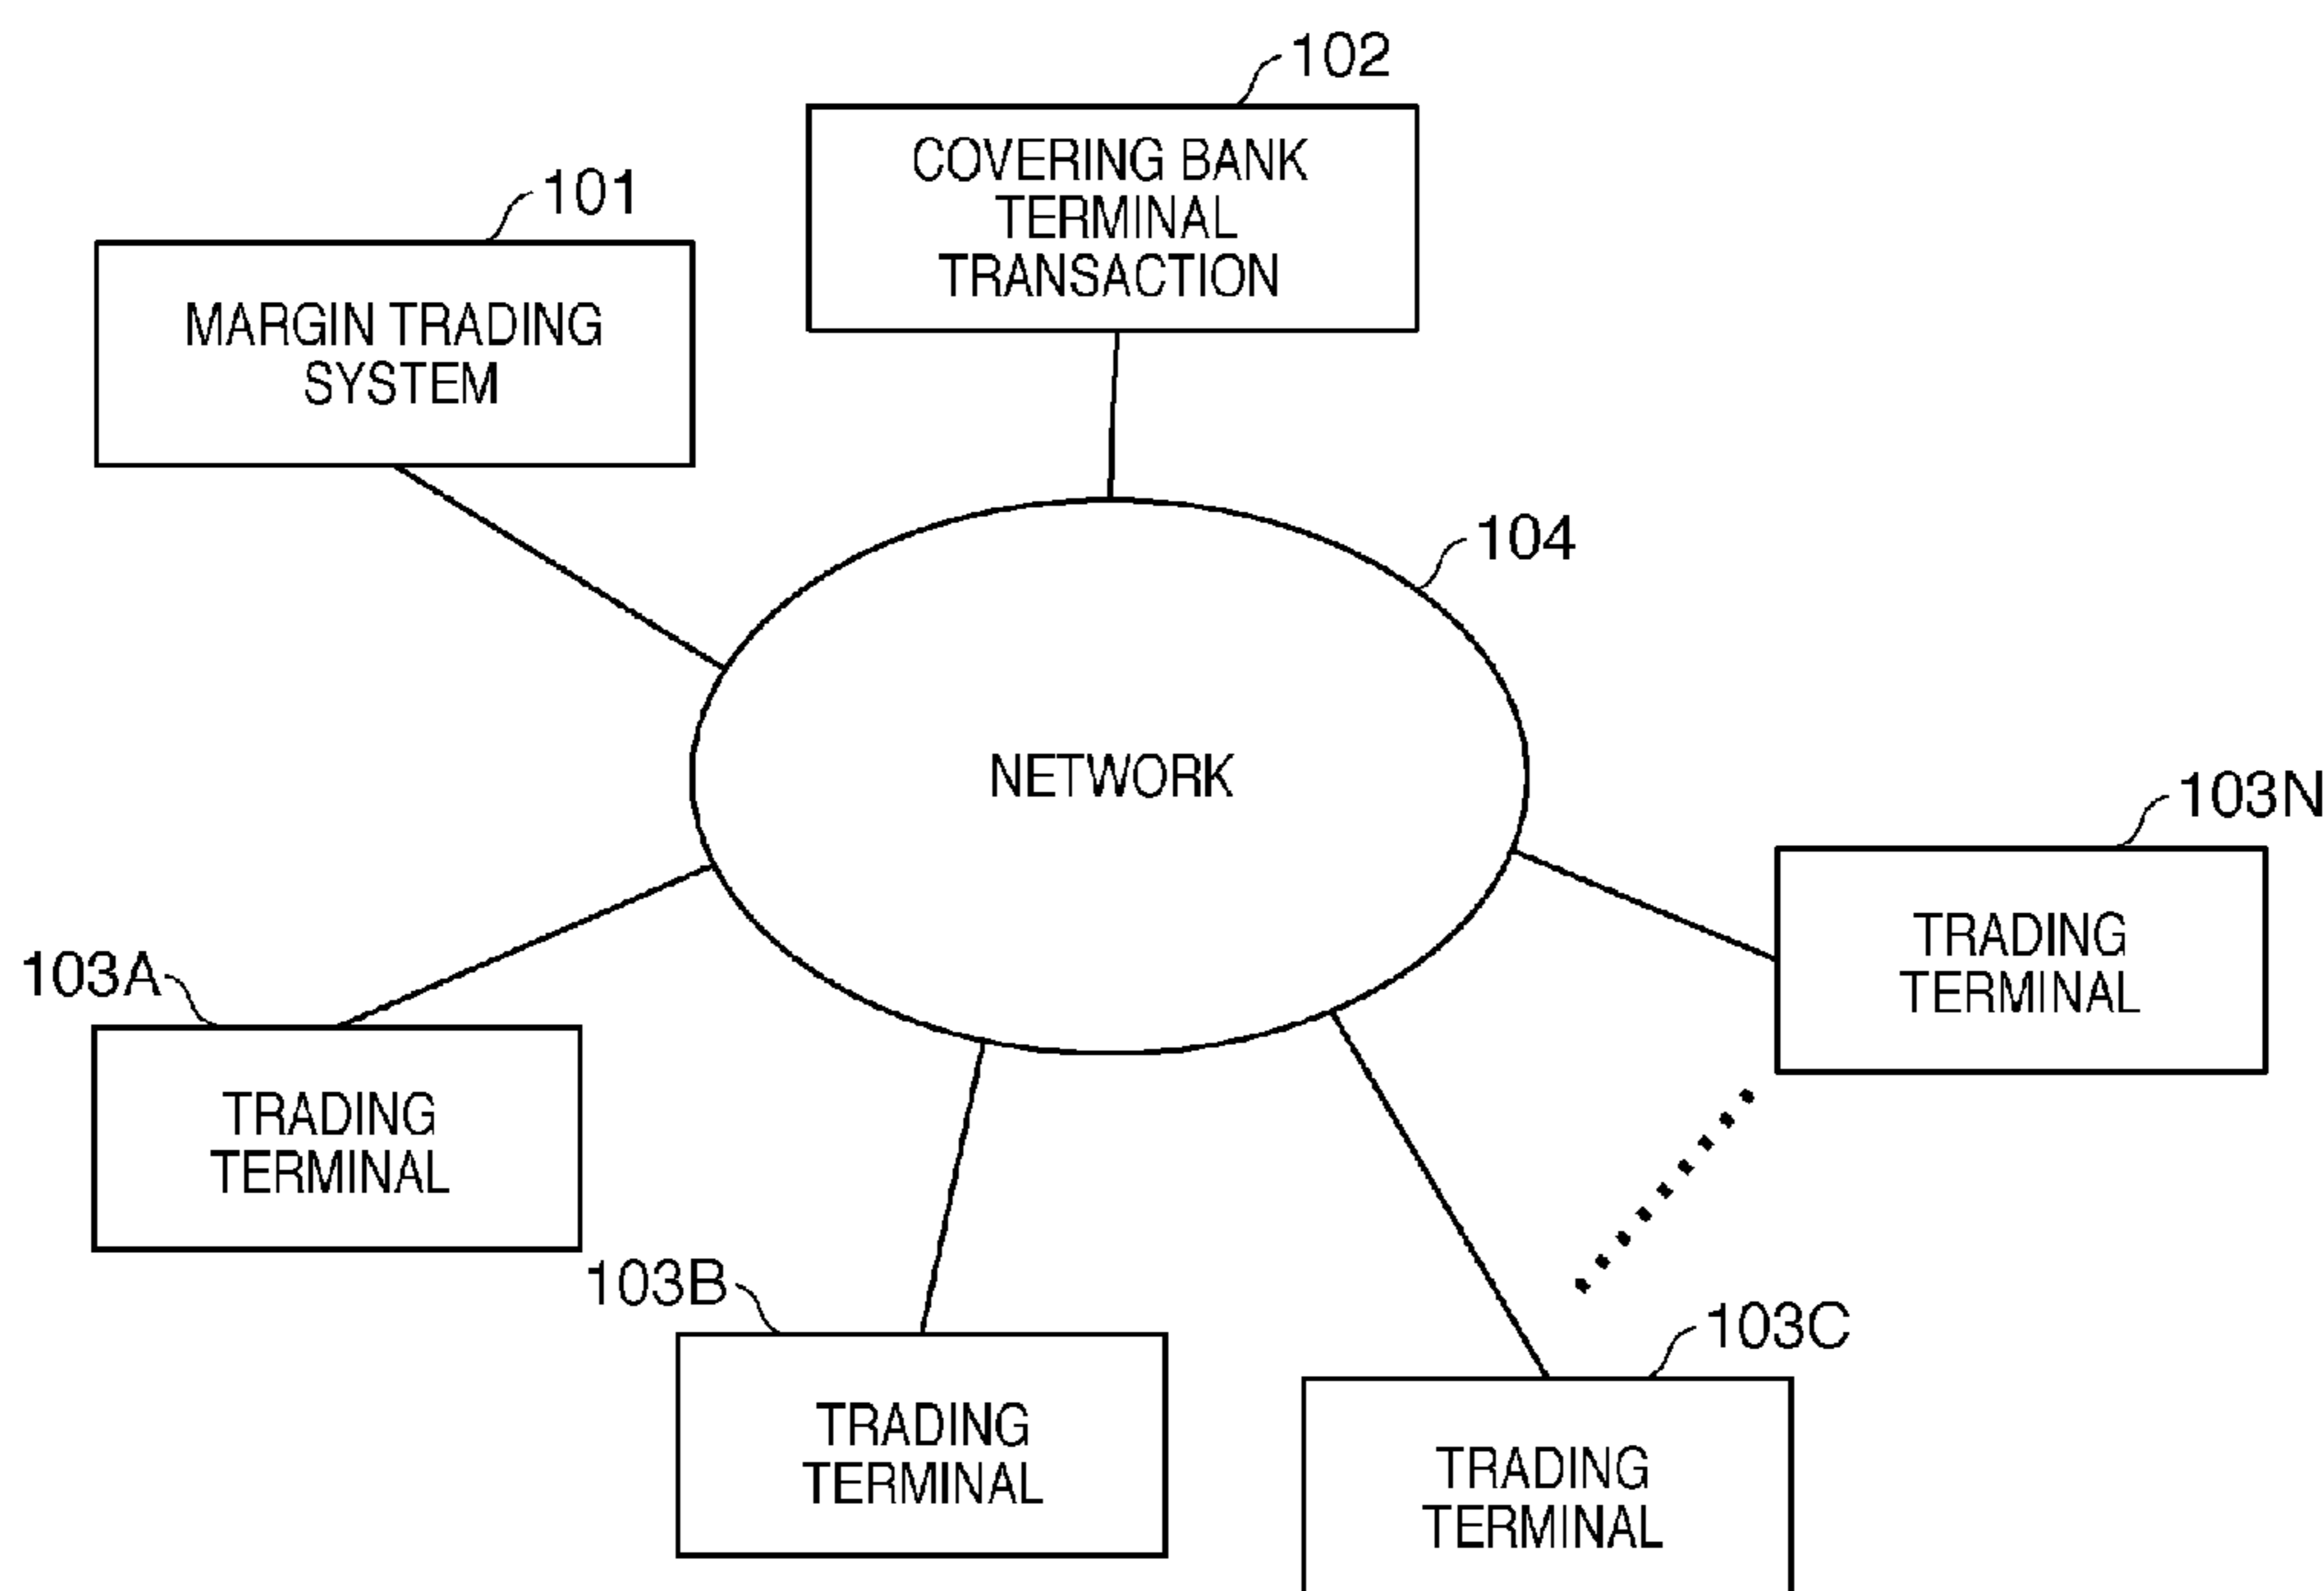 102
COVERING BANK
TERMINAL
TRANSACTION
101
MARGIN TRADING
SYSTEM
104
NETWORK
103N
TRADING
TERMINAL
103A
TRADING
TERMINAL
103B
TRADING
TERMINAL
103C
TRADING
TERMINAL